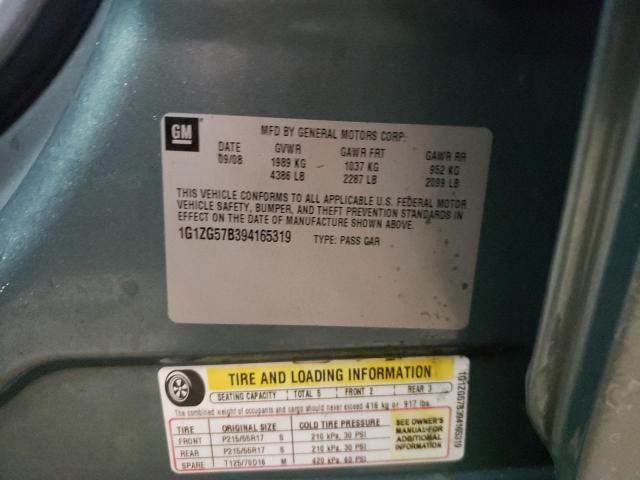 GM
MFD BY GENERAL MOTORS CORP.
DATE GVWR GAWR FRT GAWR RR
09/08 1989 KG 1037 KG 952 KG
4386 LB 2287 LB 2099 LB
THIS VEHICLE CONFORMS TO ALL APPLICABLE U.S. FEDERAL MOTOR
VEHICLE SAFETY, BUMPER, AND THEFT PREVENTION STANDARDS IN
EFFECT ON THE DATE OF MANUFACTURE SHOWN ABOVE.
1G1ZG57B394165319 TYPE: PASS CAR
TIRE AND LOADING INFORMATION
SEATING CAPACITY TOTAL 5 FRONT 2 REAR 3
The combined weight of occupants and cargo should never exceed 416 kg or 917 lbs.
TIRE ORIGINAL SIZE COLD TIRE PRESSURE
FRONT P215/55R17 S 210 kPa, 30 PSI
REAR P215/55R17 S 210 kPa, 30 PSI
SPARE T125/70D16 M 420 kPa, 60 PSI
SEE OWNER'S
MANUAL FOR
ADDITIONAL
INFORMATION
1G1ZG57B394165319